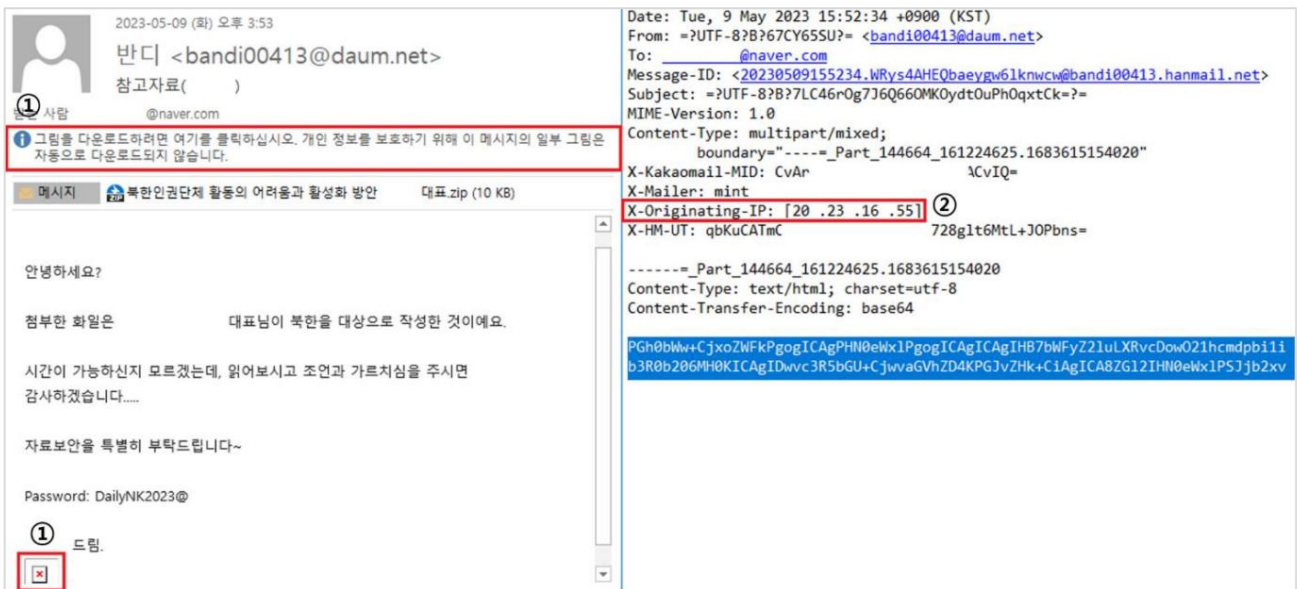 2023-05-09 (화) 오후 3:53
반디 <bandi00413@daum.net>
참고자료( )
①
사람 @naver.com
그림을 다운로드하려면 여기를 클릭하십시오. 개인 정보를 보호하기 위해 이 메시지의 일부 그림은
자동으로 다운로드되지 않습니다.
메시지 ZIP 북한인권단체 활동의 어려움과 활성화 방안 대표.zip (10 KB)
안녕하세요?
첨부한 화일은 대표님이 북한을 대상으로 작성한 것이예요.
시간이 가능하신지 모르겠는데, 읽어보시고 조언과 가르치심을 주시면
감사하겠습니다.....
자료보안을 특별히 부탁드립니다~
Password: DailyNK2023@
①
드림.
Date: Tue, 9 May 2023 15:52:34 +0900 (KST)
From: =?UTF-8?B?67CY65SU?= <bandi00413@daum.net>
To: @naver.com
Message-ID: <20230509155234.WRys4AHEQbaeygw6lknwcw@bandi00413.hanmail.net>
Subject: =?UTF-8?B?7LC46rOg7J6Q66OMKOydtOuPhOqxtCk=?=
MIME-Version: 1.0
Content-Type: multipart/mixed;
boundary="----=_Part_144664_161224625.1683615154020"
X-Kakaomail-MID: CvAr CvIQ=
X-Mailer: mint
X-Originating-IP: [20 .23 .16 .55] ②
X-HM-UT: qbKuCATmC 728glt6MtL+JOPbns=
------=_Part_144664_161224625.1683615154020
Content-Type: text/html; charset=utf-8
Content-Transfer-Encoding: base64
PGh0bWw+CjxoZWFkPgogICAgPHN0eWxlPgogICAgICAgIHB7bWFyZ2luLXRvcDowO21hcmdpbi1i
b3R0b206MH0KICAgIDwvc3R5bGU+CjwvaGVhZD4KPGJvZHk+CiAgICA8ZGl2IHN0eWxlPSJjb2xv